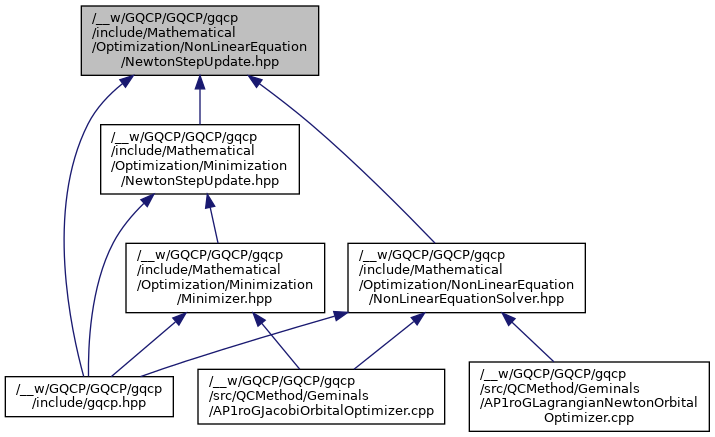 /__w/GQCP/GQCP/gqcp
/include/Mathematical
/Optimization/NonLinearEquation
/NewtonStepUpdate.hpp
/__w/GQCP/GQCP/gqcp
/include/Mathematical
/Optimization/Minimization
/NewtonStepUpdate.hpp
/__w/GQCP/GQCP/gqcp
/include/Mathematical
/Optimization/Minimization
/Minimizer.hpp
/__w/GQCP/GQCP/gqcp
/include/Mathematical
/Optimization/NonLinearEquation
/NonLinearEquationSolver.hpp
/__w/GQCP/GQCP/gqcp
/include/gqcp.hpp
/__w/GQCP/GQCP/gqcp
/src/QCMethod/Geminals
/AP1roGJacobiOrbitalOptimizer.cpp
/__w/GQCP/GQCP/gqcp
/src/QCMethod/Geminals
/AP1roGLagrangianNewtonOrbital
Optimizer.cpp